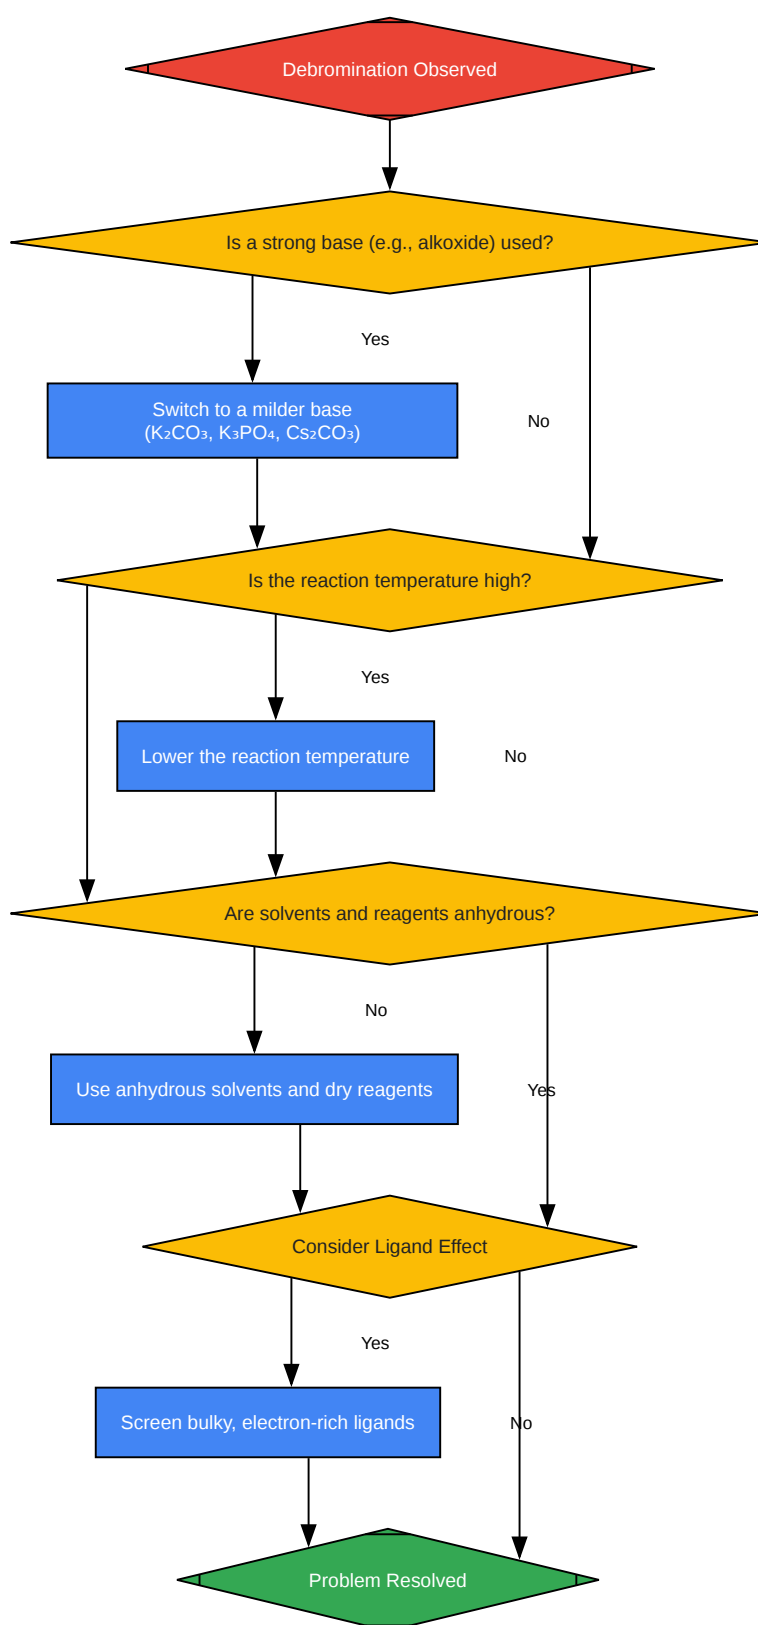 Debromination Observed
Is a strong base (e.g., alkoxide) used?
Yes
Switch to a milder base
(K₂CO₃, K₃PO₄, Cs₂CO₃)
No
Is the reaction temperature high?
Yes
Lower the reaction temperature
No
Are solvents and reagents anhydrous?
No
Use anhydrous solvents and dry reagents
Yes
Consider Ligand Effect
Yes
Screen bulky, electron-rich ligands
No
Problem Resolved